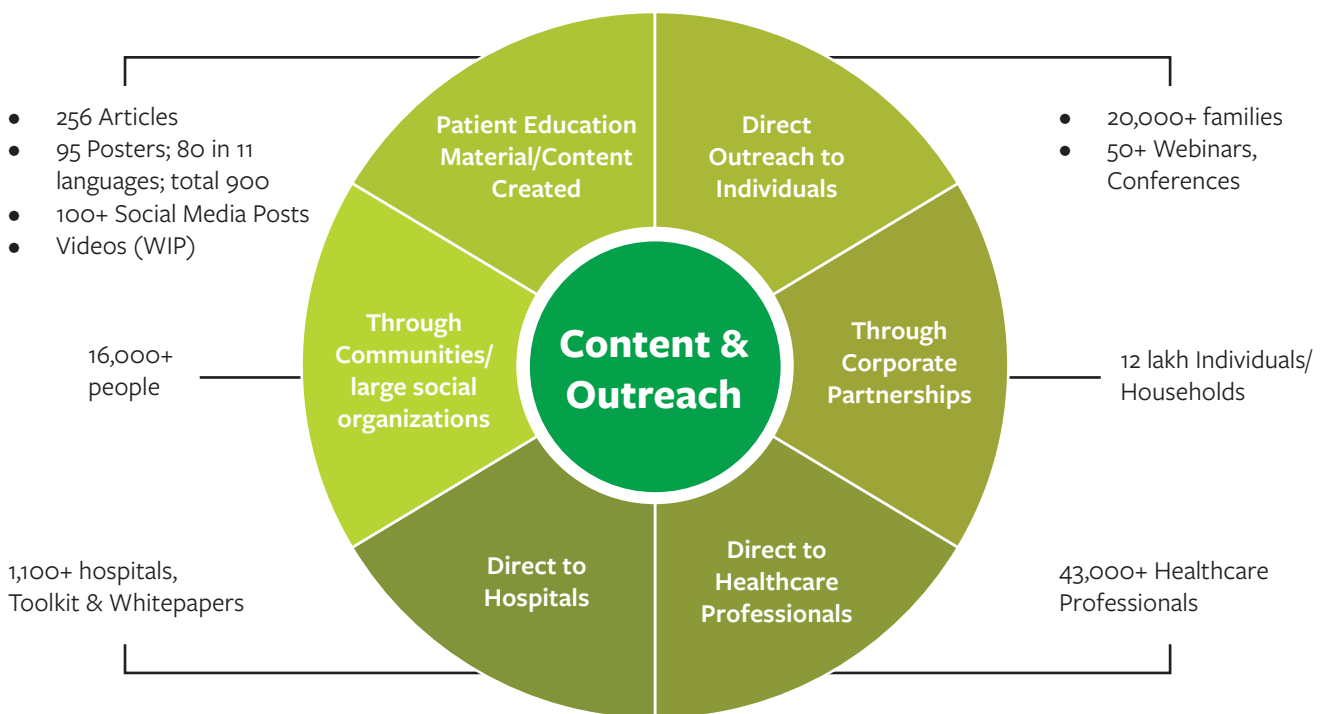 Content &
Outreach
Patient Education
Material/Content
Created
• 256 Articles
• 95 Posters; 80 in 11
languages; total 900
• 100+ Social Media Posts
• Videos (WIP)
Direct
Outreach to
Individuals
• 20,000+ families
• 50+ Webinars,
Conferences
Through
Communities/
large social
organizations
16,000+
people
Through
Corporate
Partnerships
12 lakh Individuals/
Households
Direct to
Hospitals
1,100+ hospitals,
Toolkit & Whitepapers
Direct to
Healthcare
Professionals
43,000+ Healthcare
Professionals